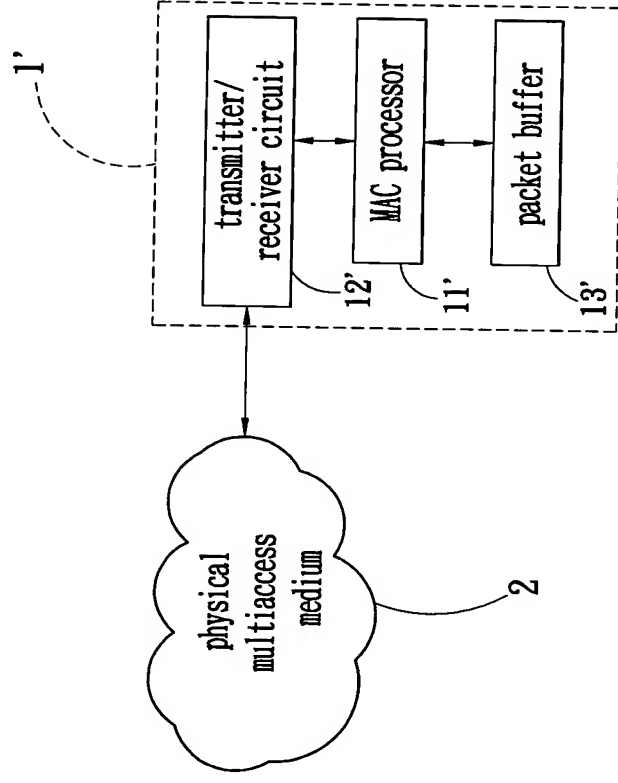 1'
transmitter/
receiver circuit
12'
MAC processor
11'
packet buffer
13'
physical
multiaccess
medium
2